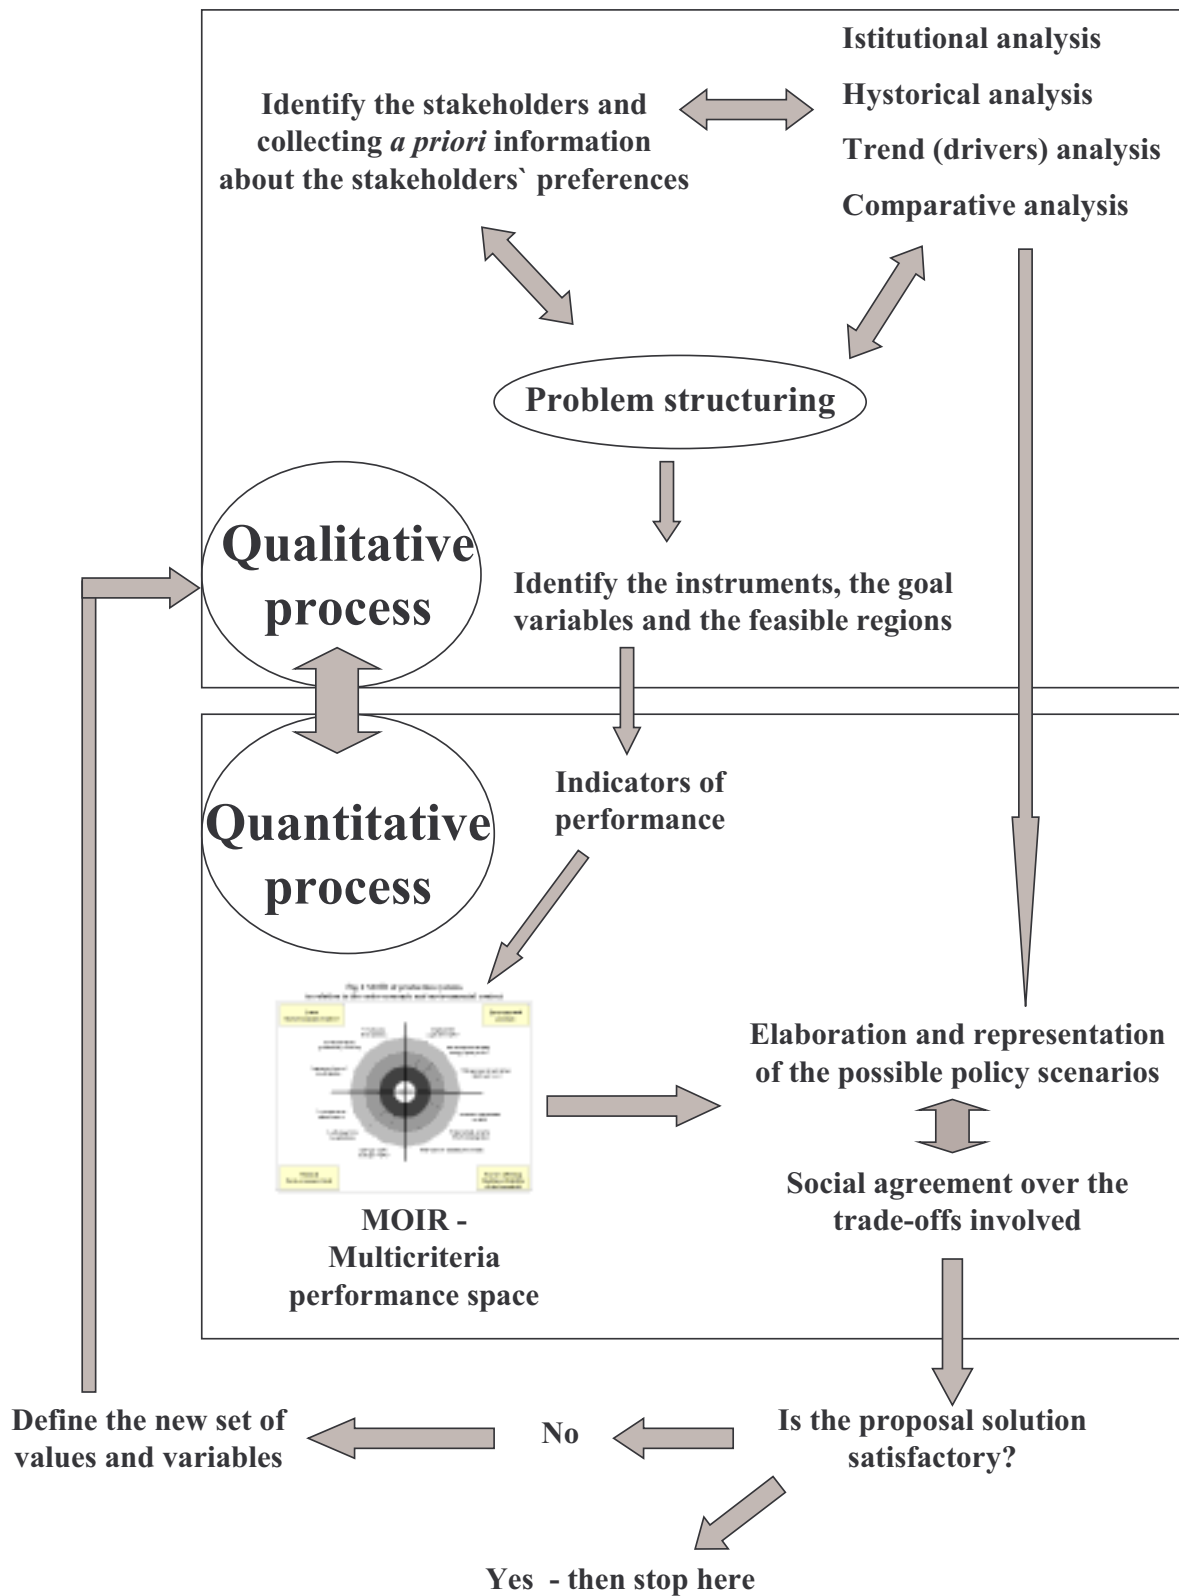 Istitutional analysis
Hystorical analysis
Trend (drivers) analysis
Comparative analysis
Identify the stakeholders and
collecting a priori information
about the stakeholders` preferences
Problem structuring
Qualitative
process
Identify the instruments, the goal
variables and the feasible regions
Quantitative
process
Indicators of
performance
MOIR -
Multicriteria
performance space
Elaboration and representation
of the possible policy scenarios
Social agreement over the
trade-offs involved
Is the proposal solution
satisfactory?
No
Define the new set of
values and variables
Yes - then stop here